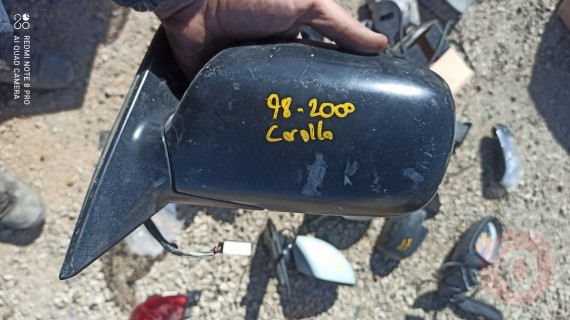 98-2000
Corolla
REDMI NOTE 8 PRO
AI QUAD CAMERA